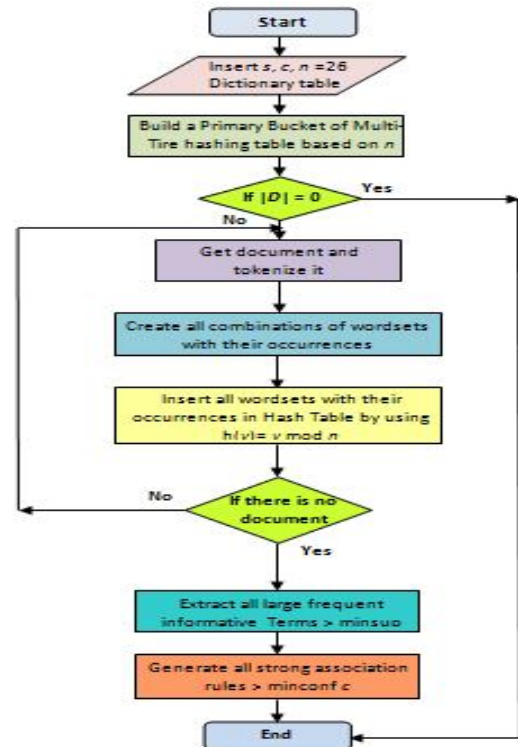 Start
Insert s, c, n =26
Dictionary table
Build a Primary Bucket of Multi-
Tire hashing table based on n
If |D| = 0
Yes
No
Get document and
tokenize it
Create all combinations of wordsets
with their occurrences
Insert all wordsets with their
occurrences in Hash Table by using
h(v)= v mod n
If there is no
document
No
Yes
Extract all large frequent
informative Terms > minsup
Generate all strong association
rules > minconf c
End